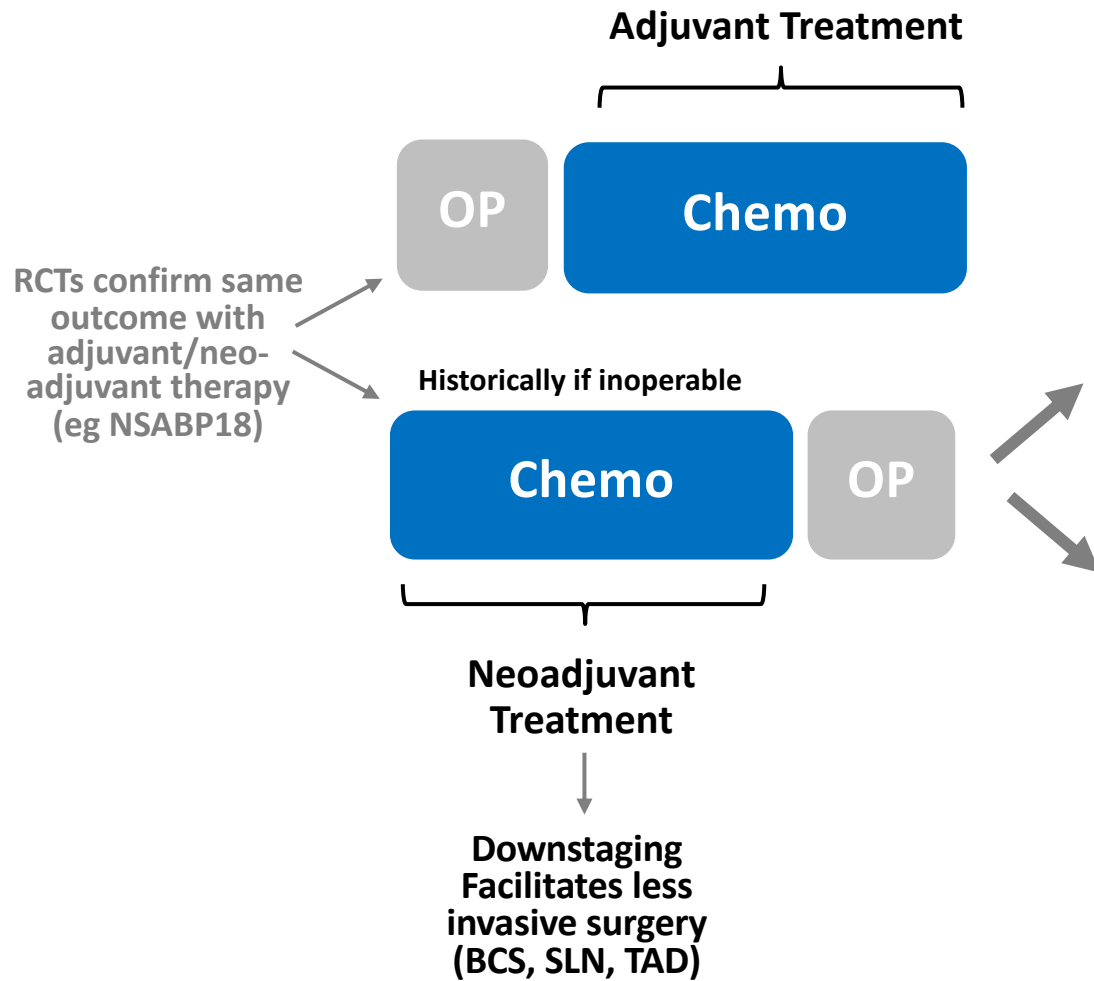 Adjuvant Treatment
OP
Chemo
RCTs confirm same
outcome with
adjuvant/neo-
adjuvant therapy
(eg NSABP18)
Historically if inoperable
Chemo
OP
Neoadjuvant
Treatment
Downstaging
Facilitates less
invasive surgery
(BCS, SLN, TAD)